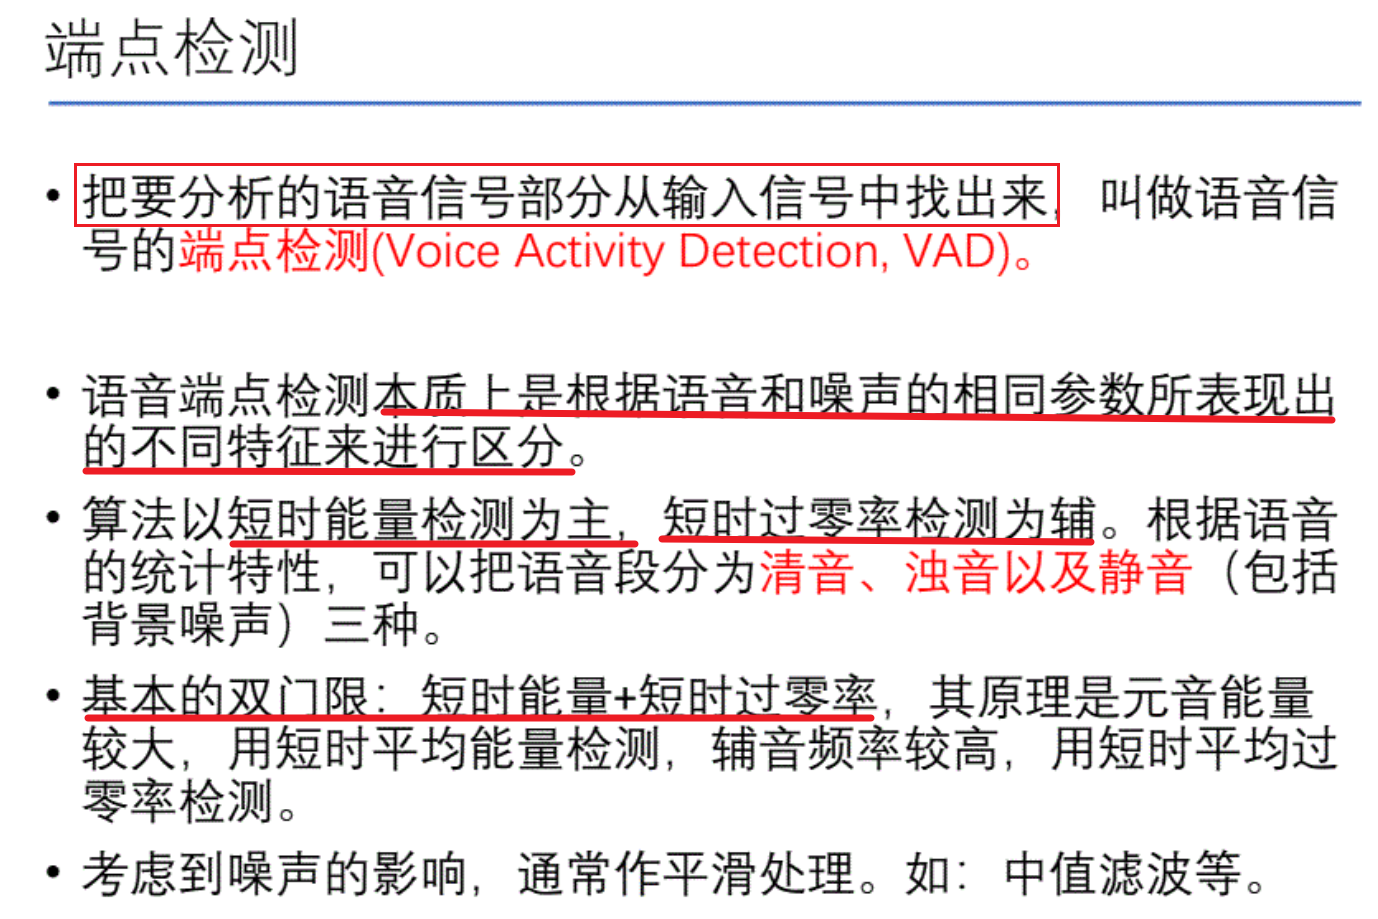 端点检测
• 把要分析的语音信号部分从输入信号中找出来，叫做语音信
号的端点检测(Voice Activity Detection, VAD)。
• 语音端点检测本质上是根据语音和噪声的相同参数所表现出
的不同特征来进行区分。
• 算法以短时能量检测为主，短时过零率检测为辅。根据语音
的统计特性，可以把语音段分为清音、浊音以及静音（包括
背景噪声）三种。
• 基本的双门限：短时能量+短时过零率，其原理是元音能量
较大，用短时平均能量检测，辅音频率较高，用短时平均过
零率检测。
• 考虑到噪声的影响，通常作平滑处理。如：中值滤波等。